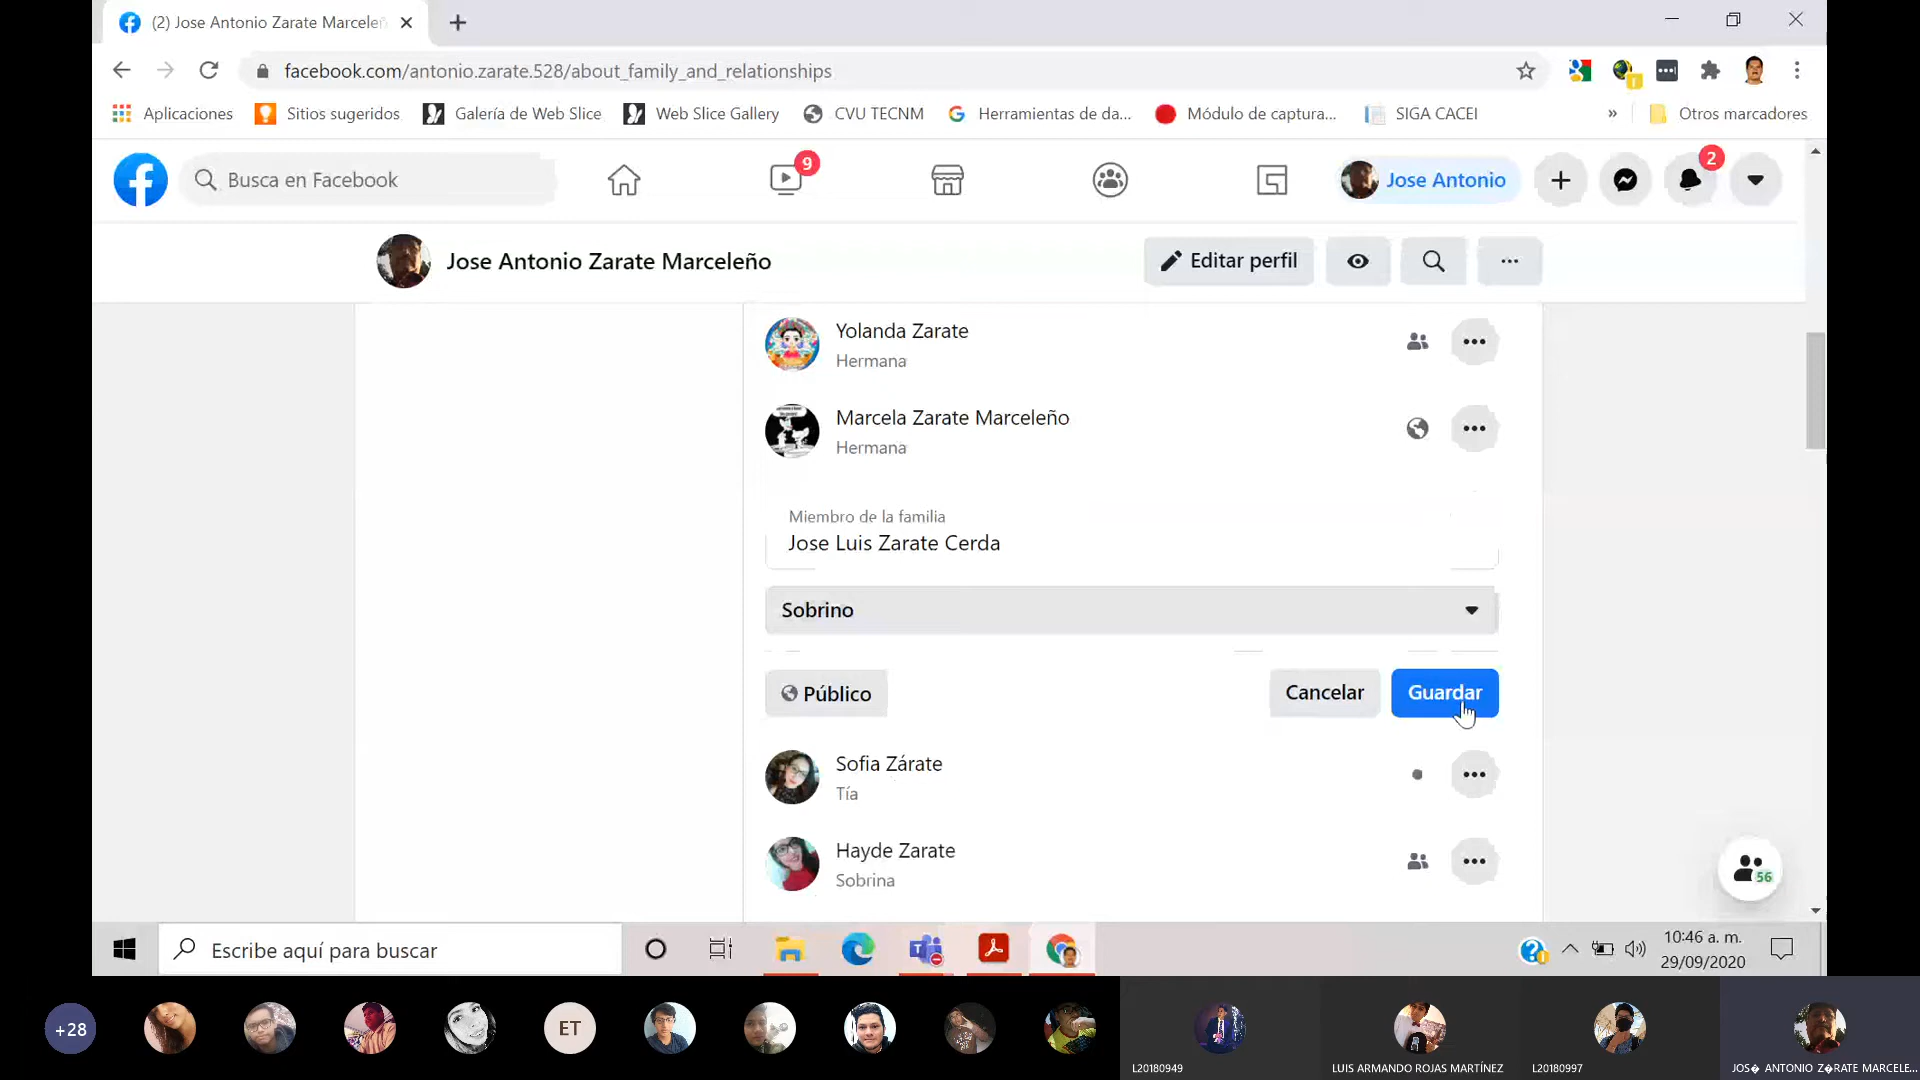 (2) Jose Antonio Zarate Marceleñ
facebook.com/antonio.zarate.528/about_family_and_relationships
Aplicaciones Sitios sugeridos Galería de Web Slice Web Slice Gallery CVU TECNM Herramientas de da... Módulo de captura... SIGA CACEI » Otros marcadores
Busca en Facebook 9 Jose Antonio 2
Jose Antonio Zarate Marceleño Editar perfil
Yolanda Zarate
Hermana
Marcela Zarate Marceleño
Hermana
Miembro de la familia
Jose Luis Zarate Cerda
Sobrino
Público Cancelar Guardar
Sofia Zárate
Tía
Hayde Zarate
Sobrina
56
Escribe aquí para buscar
10:46 a. m.
29/09/2020
+28 ET
L20180949 LUIS ARMANDO ROJAS MARTÍNEZ L20180997 JOS� ANTONIO Z�RATE MARCELE...